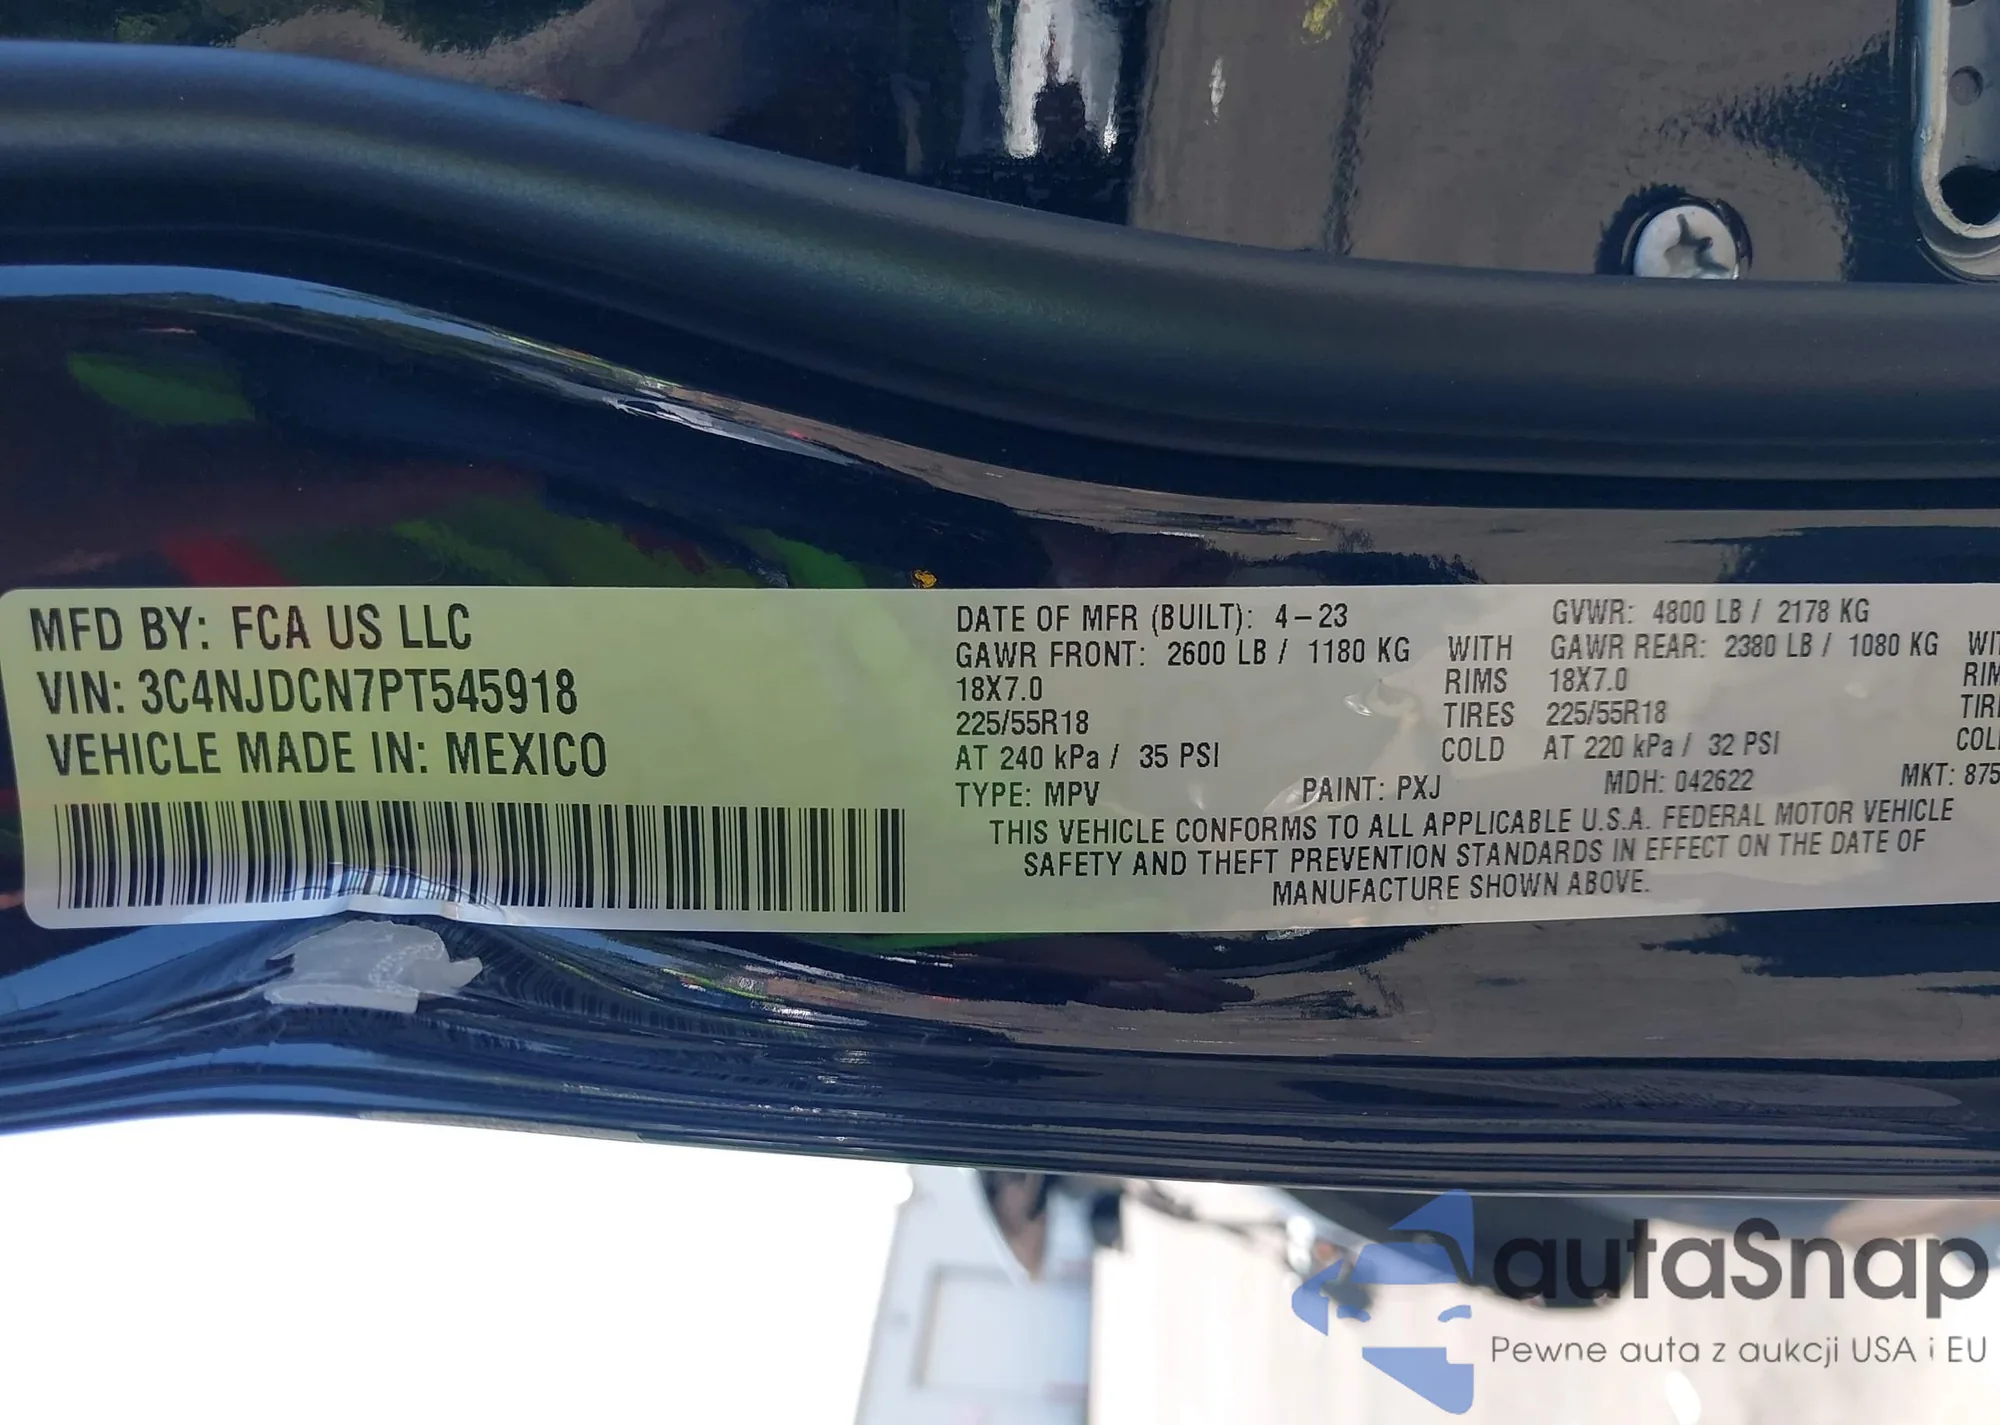 MFD BY: FCA US LLC
VIN: 3C4NJDCN7PT545918
VEHICLE MADE IN: MEXICO
DATE OF MFR (BUILT): 4-23 GVWR: 4800 LB / 2178 KG
GAWR FRONT: 2600 LB / 1180 KG WITH GAWR REAR: 2380 LB / 1080 KG
18X7.0 RIMS 18X7.0
225/55R18 TIRES 225/55R18
AT 240 kPa / 35 PSI COLD AT 220 kPa / 32 PSI
TYPE: MPV PAINT: PXJ MDH: 042622 MKT: 875
THIS VEHICLE CONFORMS TO ALL APPLICABLE U.S.A. FEDERAL MOTOR VEHICLE
SAFETY AND THEFT PREVENTION STANDARDS IN EFFECT ON THE DATE OF
MANUFACTURE SHOWN ABOVE.
autaSnap
Pewne auta z aukcji USA i EU